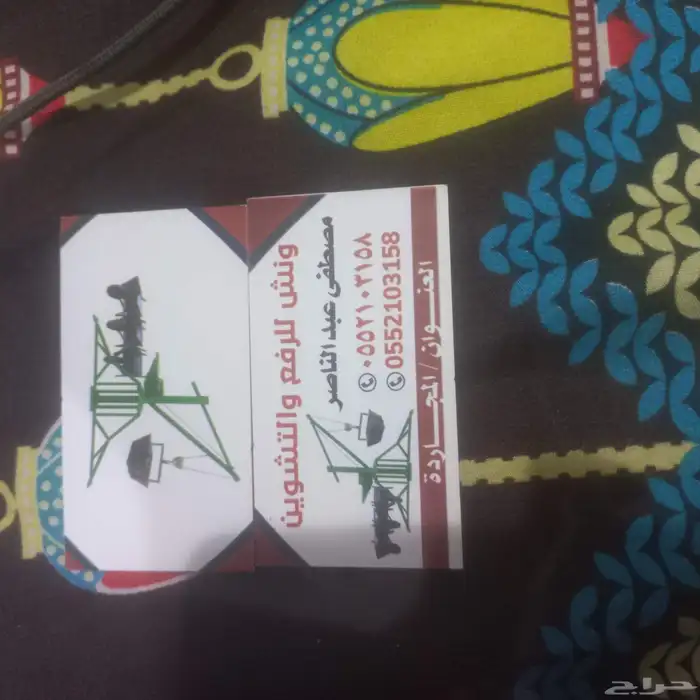 ونش للرفع والتشوين
مصطفى عبد الناصر
٠٥٥٢١٠٣١٥٨
0552103158
العنوان / المجاردة
حراج